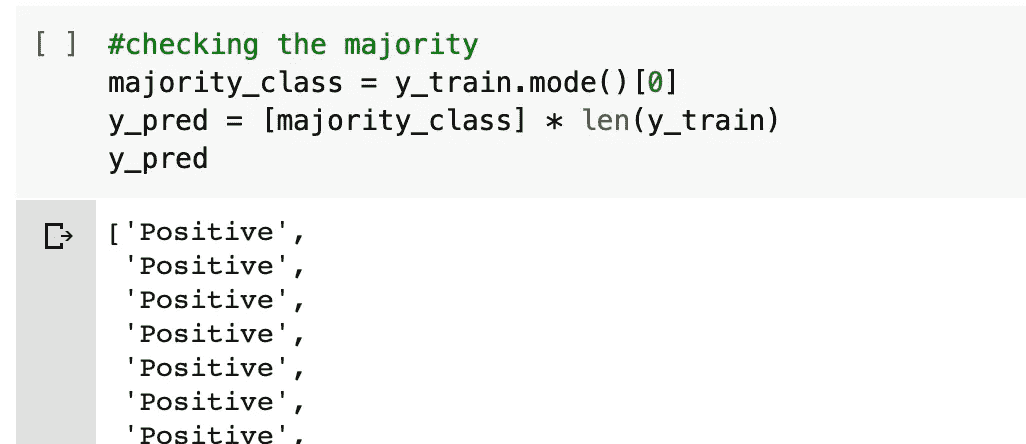 [ ] #checking the majority
majority_class = y_train.mode()[0]
y_pred = [majority_class] * len(y_train)
y_pred
['Positive',
'Positive',
'Positive',
'Positive',
'Positive',
'Positive',
'Positive',